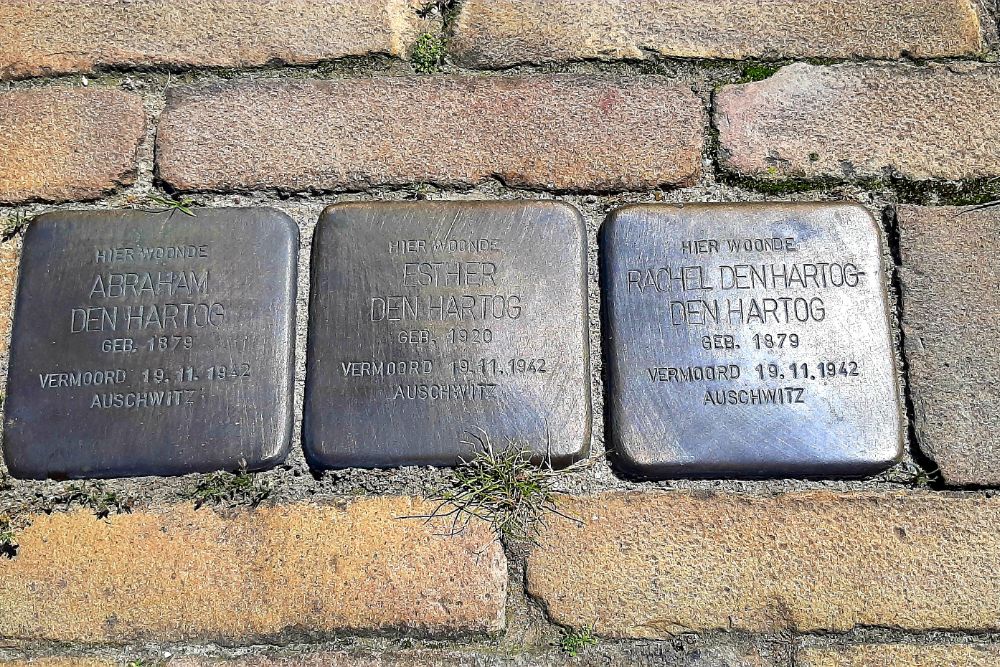 HIER WOONDE
ABRAHAM
DEN HARTOG
GEB. 1879
VERMOORD 19.11.1942
AUSCHWITZ
HIER WOONDE
ESTHER
DEN HARTOG
GEB. 1920
VERMOORD 19.11.1942
AUSCHWITZ
HIER WOONDE
RACHEL DEN HARTOG-
DEN HARTOG
GEB. 1879
VERMOORD 19.11.1942
AUSCHWITZ